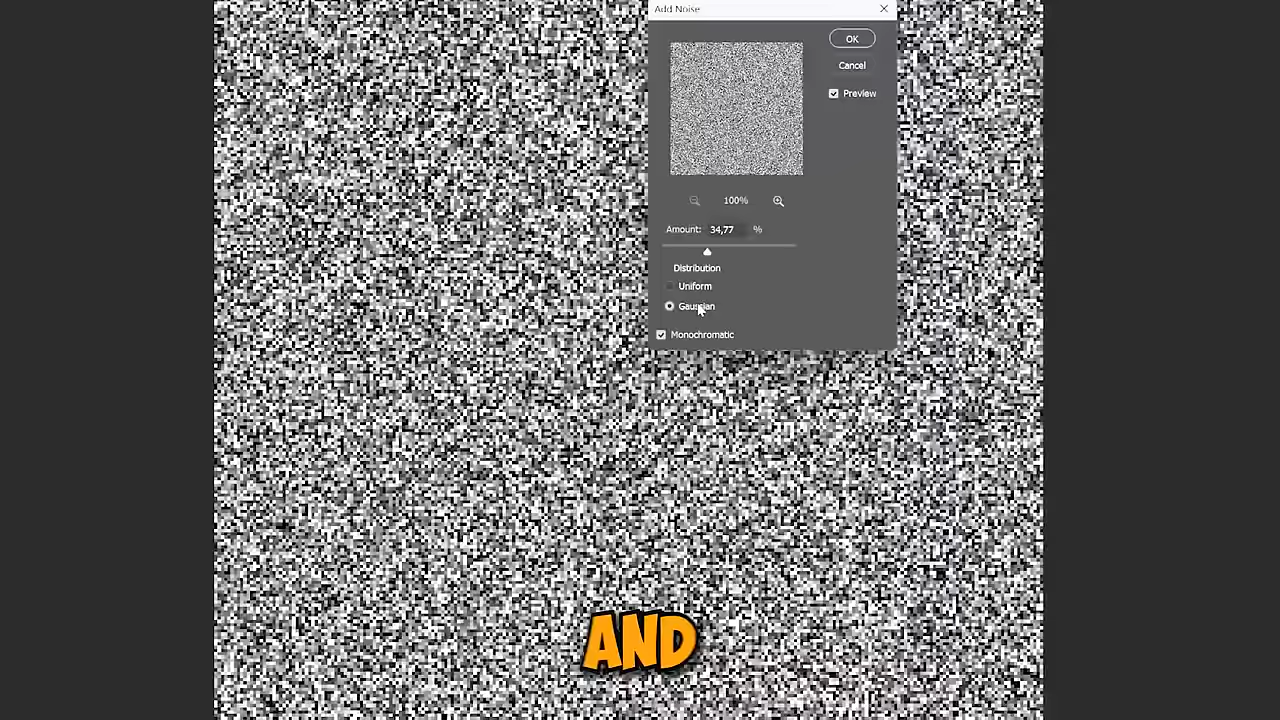 Add Noise
OK
Cancel
Preview
100%
Amount: 34,77 %
Distribution
Uniform
Gaussian
Monochromatic
AND